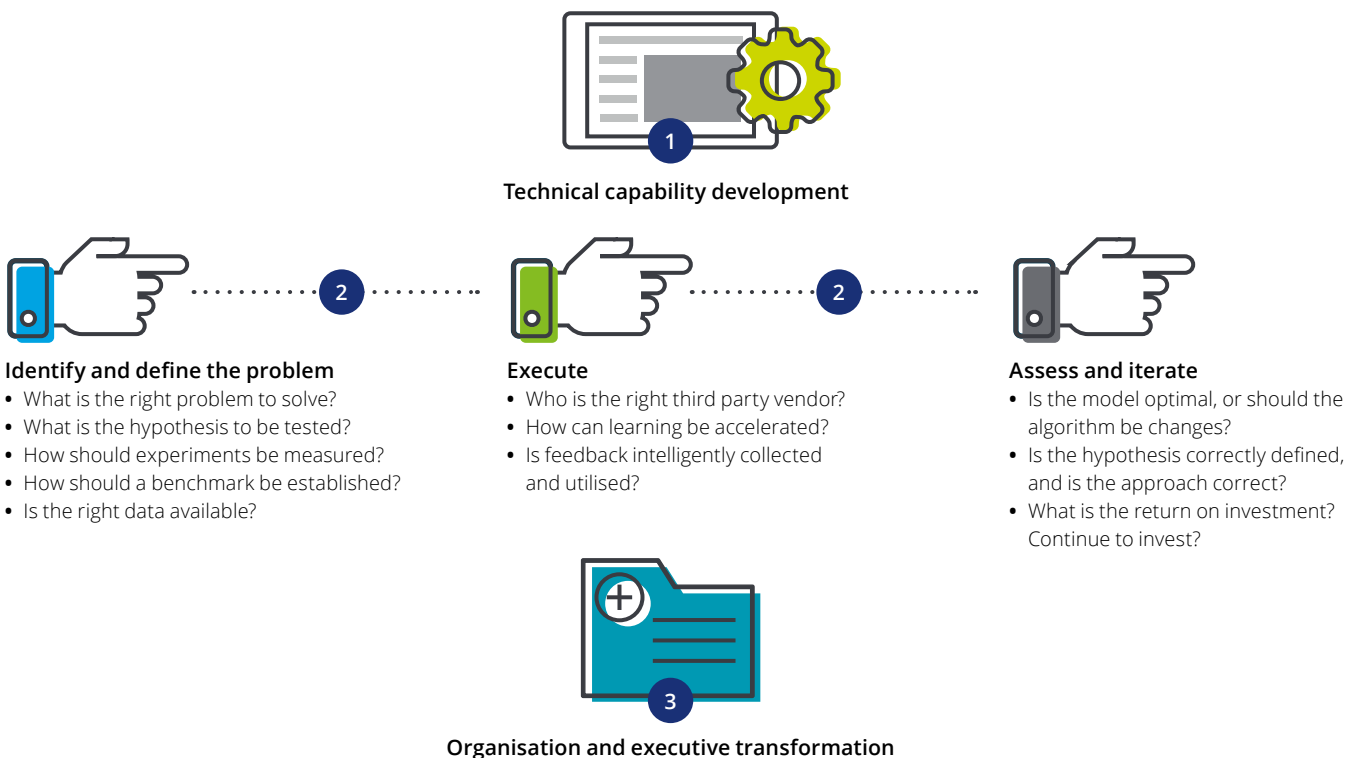 1
Technical capability development
2
2
Identify and define the problem
• What is the right problem to solve?
• What is the hypothesis to be tested?
• How should experiments be measured?
• How should a benchmark be established?
• Is the right data available?
Execute
• Who is the right third party vendor?
• How can learning be accelerated?
• Is feedback intelligently collected
and utilised?
Assess and iterate
• Is the model optimal, or should the
algorithm be changes?
• Is the hypothesis correctly defined,
and is the approach correct?
• What is the return on investment?
Continue to invest?
3
Organisation and executive transformation